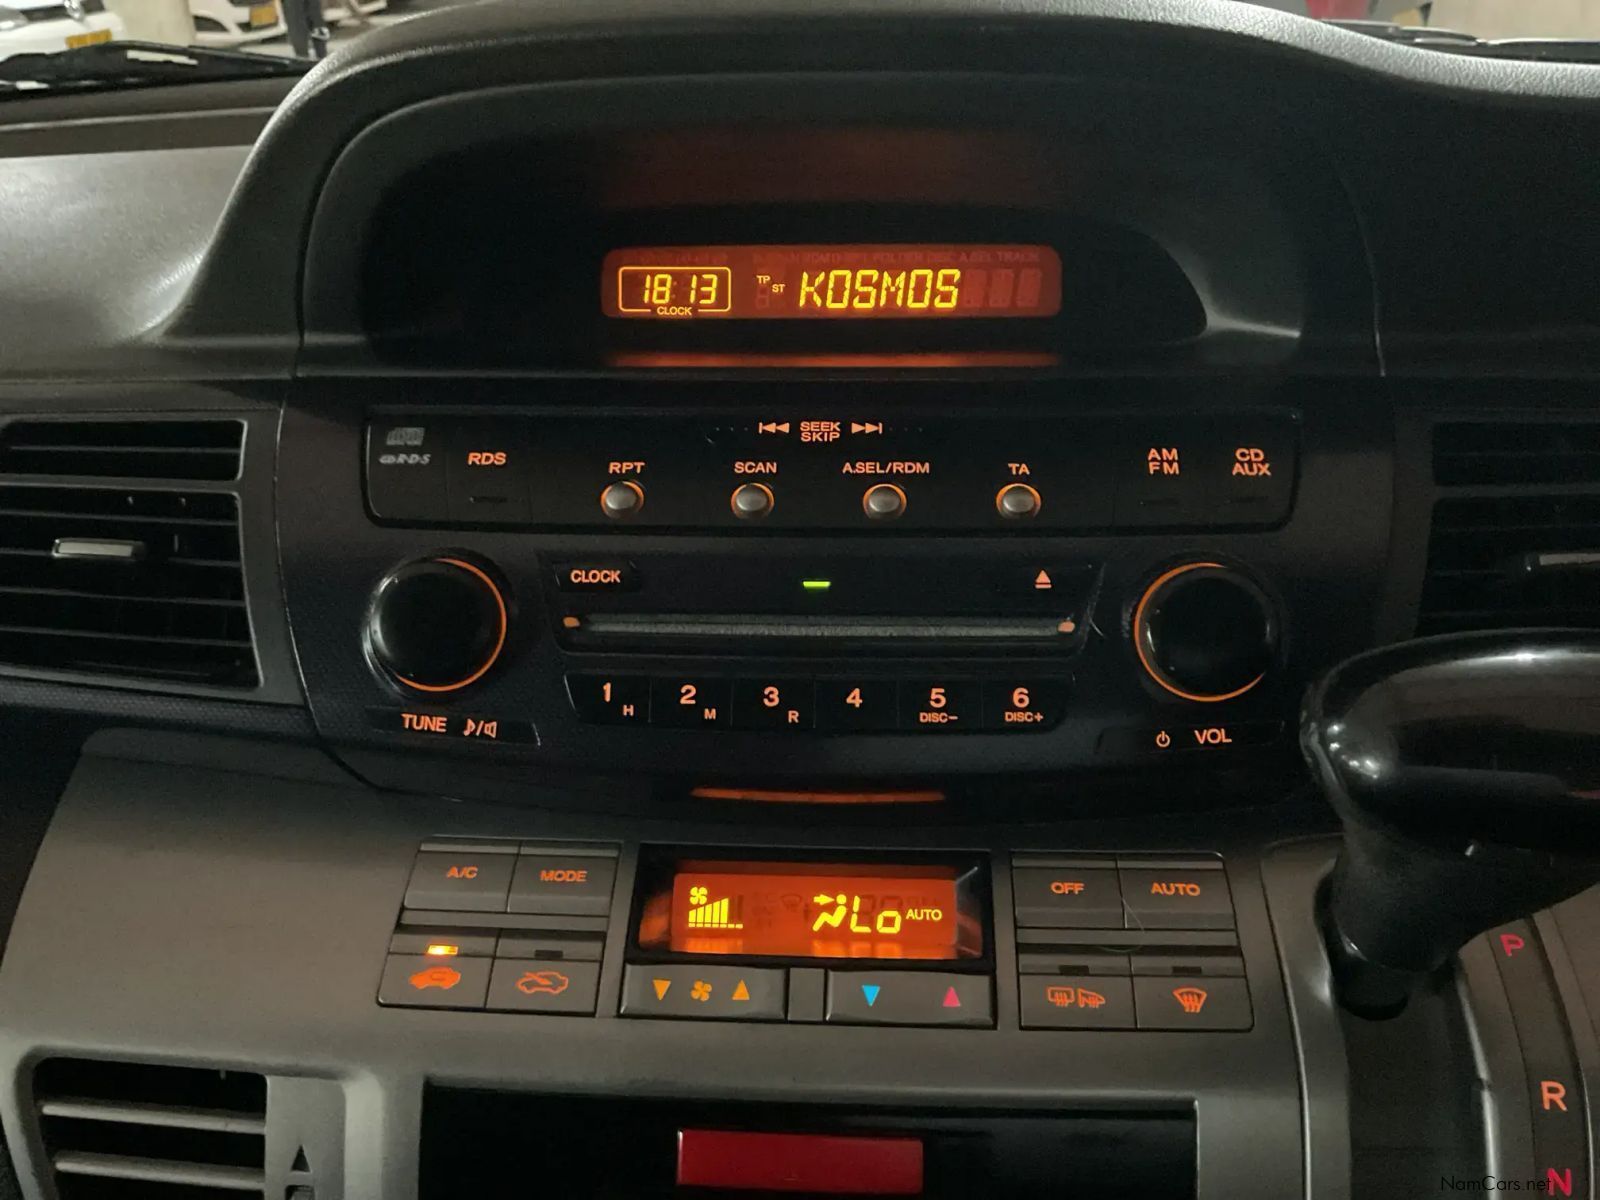 18:13 TP ST KOSMOS
CLOCK
SEEK
SKIP
RDS
RPT
SCAN
A.SEL/RDM
TA
AM
FM
CD
AUX
CLOCK
1 H 2 M 3 R 4 5 DISC- 6 DISC+
TUNE
VOL
A/C MODE
Lo AUTO
OFF AUTO
P
R
N
NamCars.net